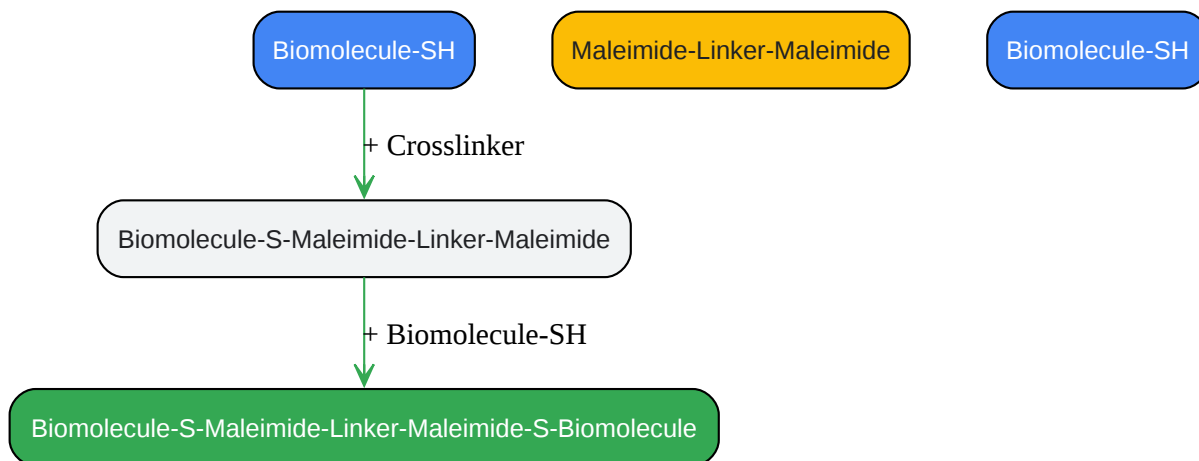 Biomolecule-SH
Maleimide-Linker-Maleimide
Biomolecule-SH
+ Crosslinker
Biomolecule-S-Maleimide-Linker-Maleimide
+ Biomolecule-SH
Biomolecule-S-Maleimide-Linker-Maleimide-S-Biomolecule